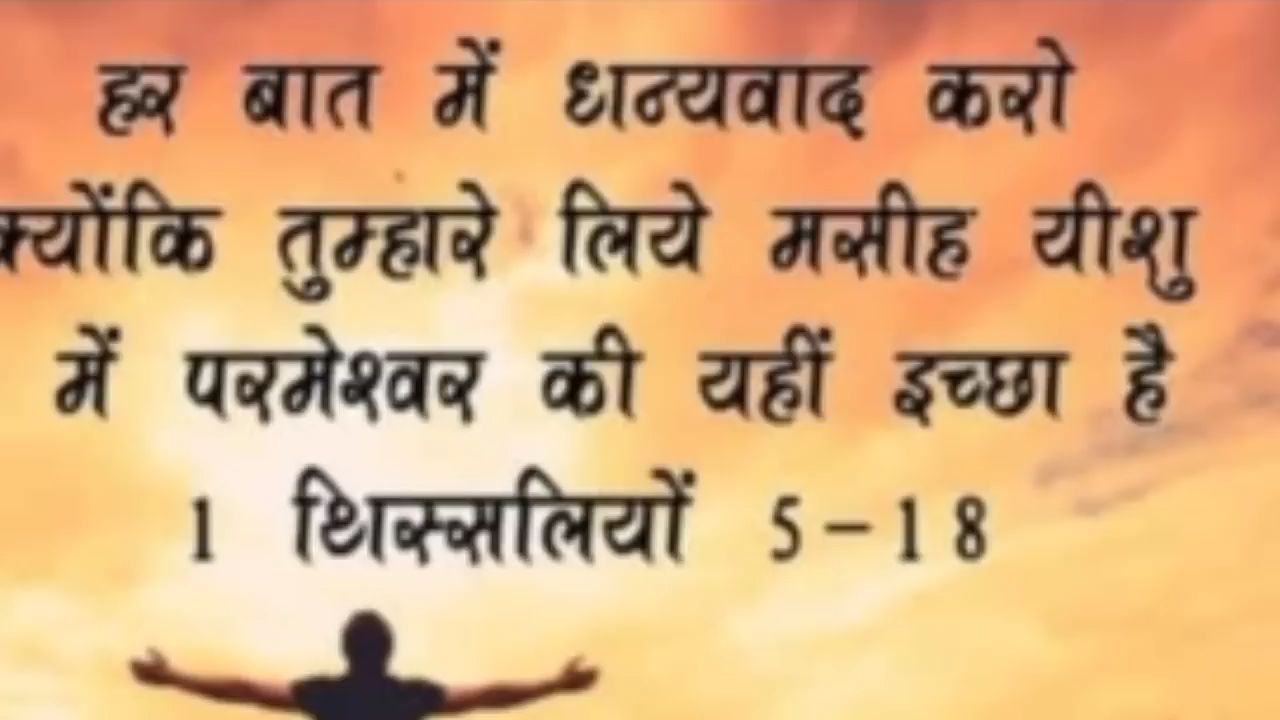 हर बात में धन्यवाद करो
क्योंकि तुम्हारे लिये मसीह यीशु
में परमेश्वर की यहीं इच्छा है
1 थिस्सलियों 5-18